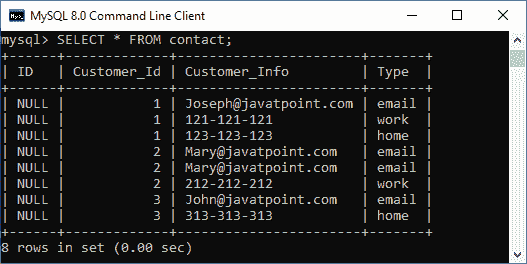 MySQL 8.0 Command Line Client
mysql> SELECT * FROM contact;
+------+-------------+----------------------+-------+
| ID   | Customer_Id | Customer_Info        | Type  |
+------+-------------+----------------------+-------+
| NULL |           1 | Joseph@javatpoint.com | email |
| NULL |           1 | 121-121-121          | work  |
| NULL |           1 | 123-123-123          | home  |
| NULL |           2 | Mary@javatpoint.com  | email |
| NULL |           2 | Mary@javatpoint.com  | email |
| NULL |           2 | 212-212-212          | work  |
| NULL |           3 | John@javatpoint.com  | email |
| NULL |           3 | 313-313-313          | home  |
+------+-------------+----------------------+-------+
8 rows in set (0.00 sec)